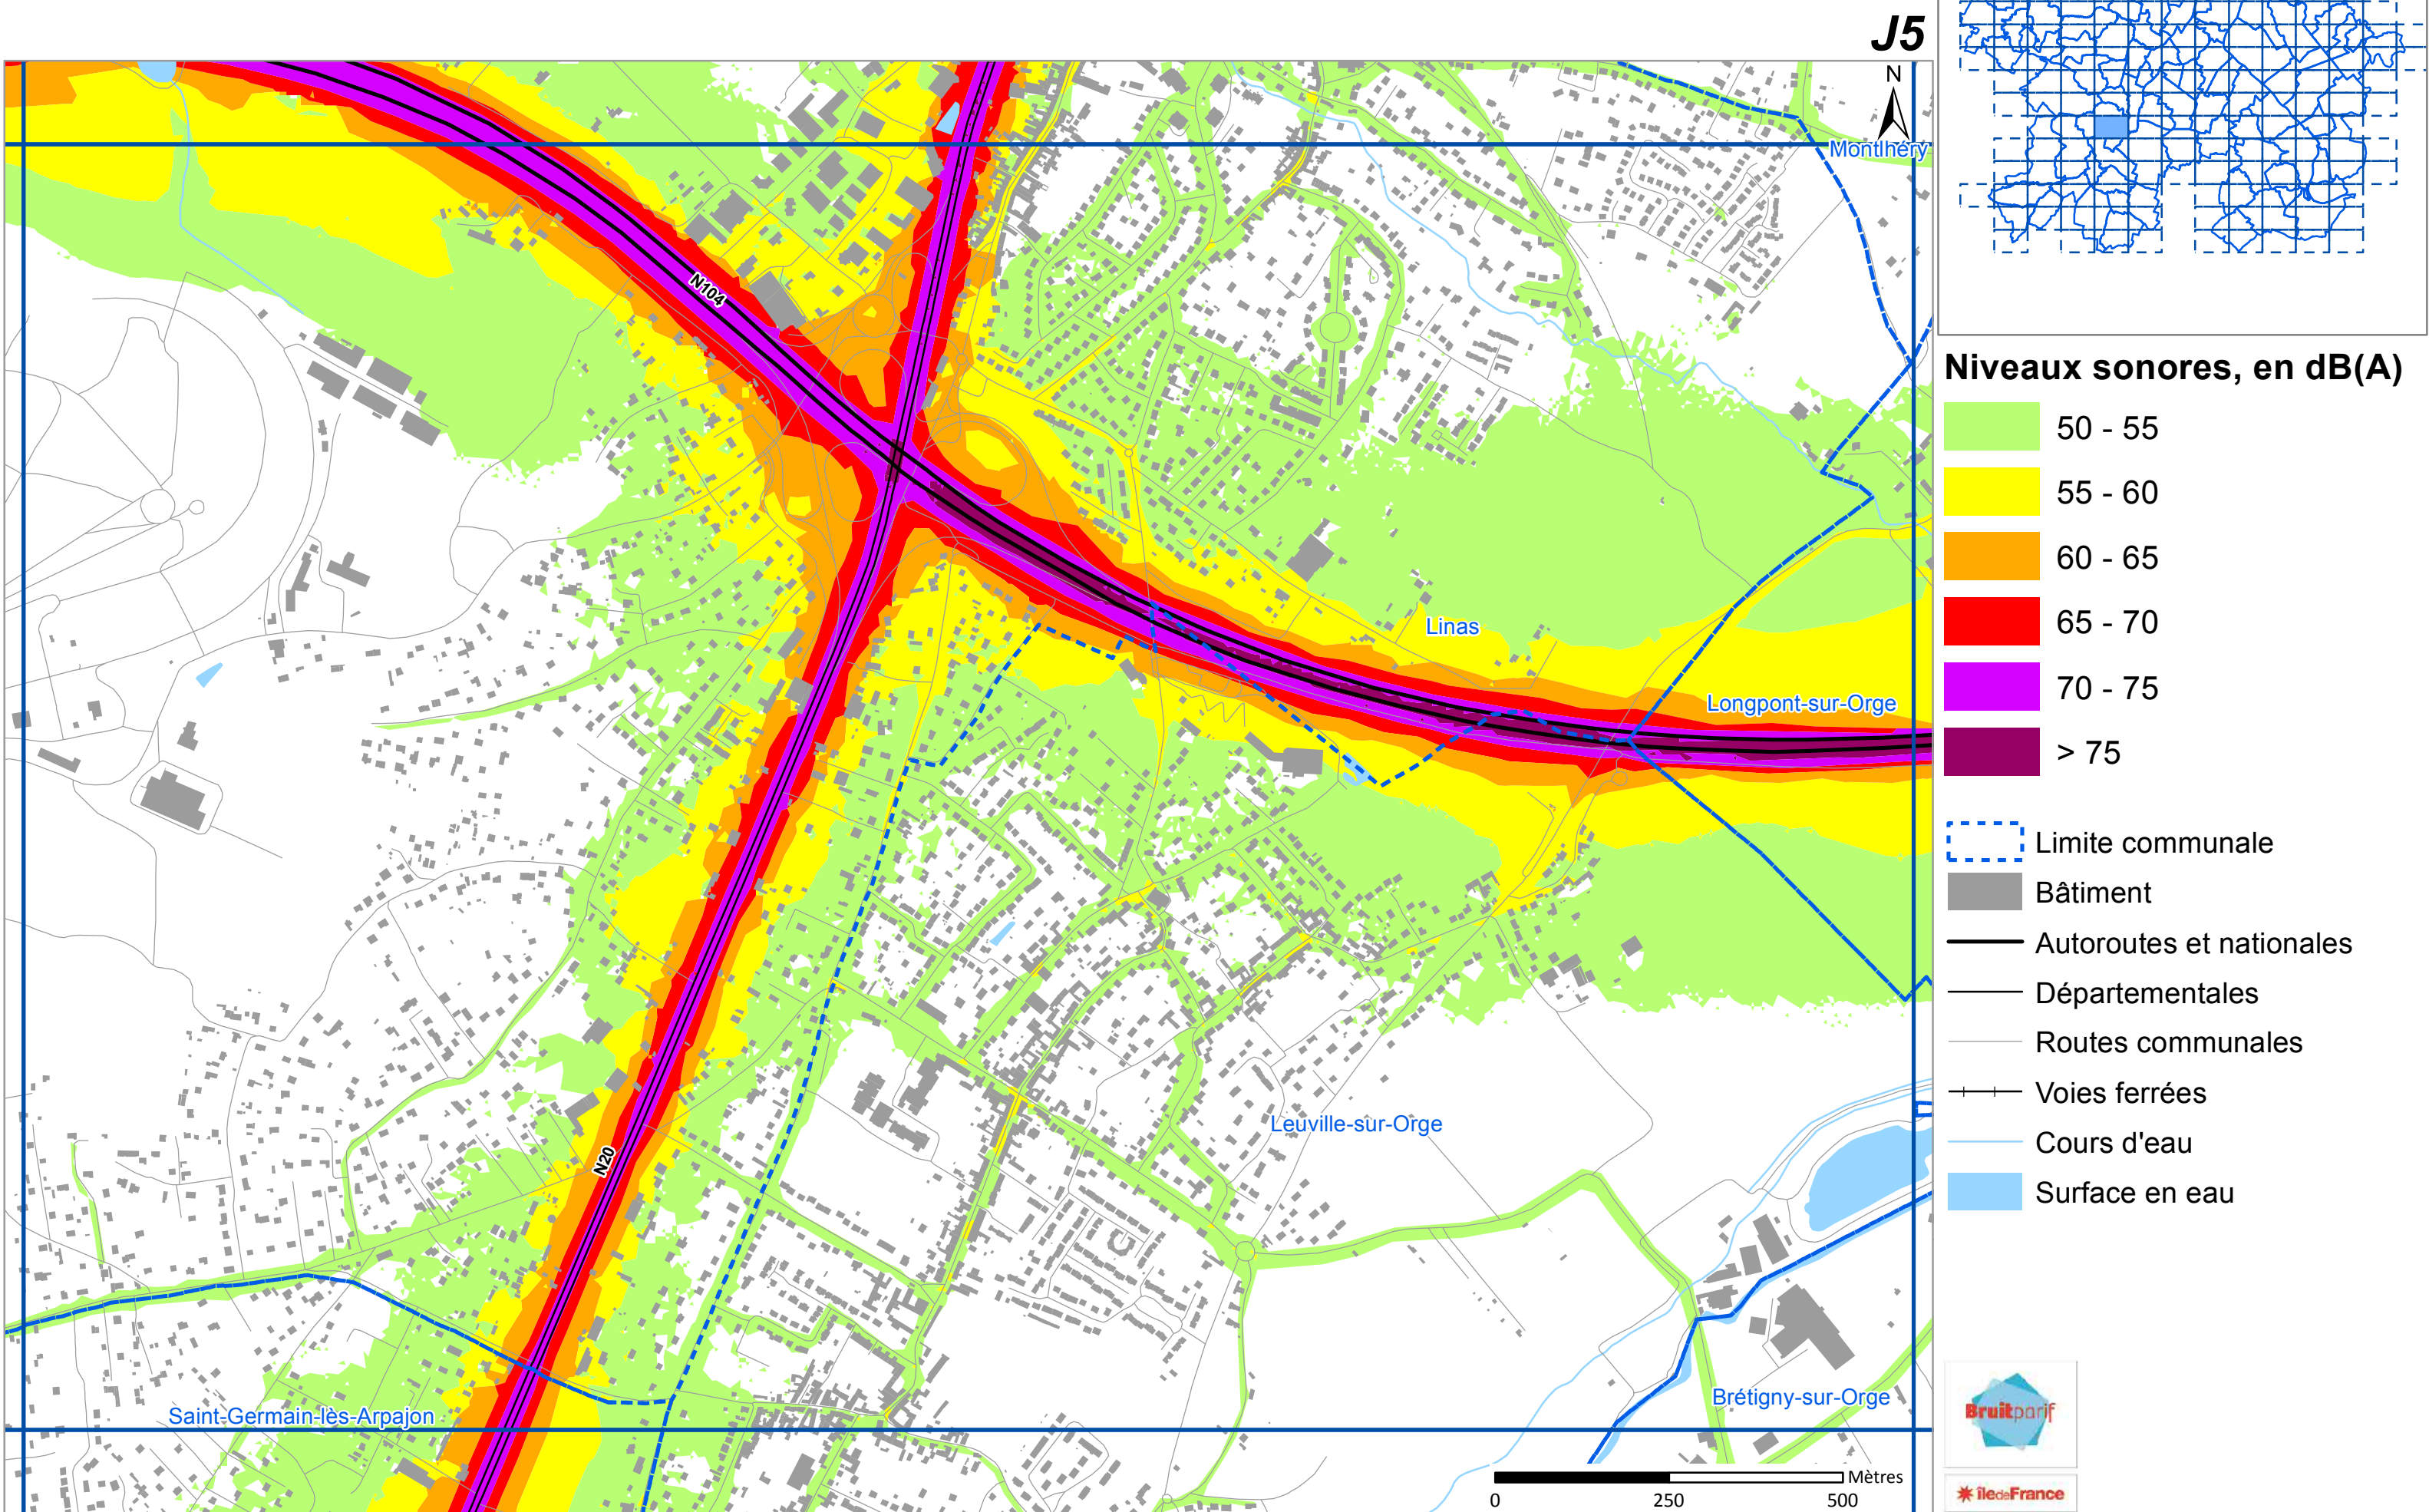 J5
N
Montlhéry
N104
Linas
Longpont-sur-Orge
N20
Leuville-sur-Orge
Saint-Germain-lès-Arpajon
Brétigny-sur-Orge
Mètres
0 250 500
Niveaux sonores, en dB(A)
50 - 55
55 - 60
60 - 65
65 - 70
70 - 75
> 75
Limite communale
Bâtiment
Autoroutes et nationales
Départementales
Routes communales
Voies ferrées
Cours d'eau
Surface en eau
Bruitparif
îledeFrance